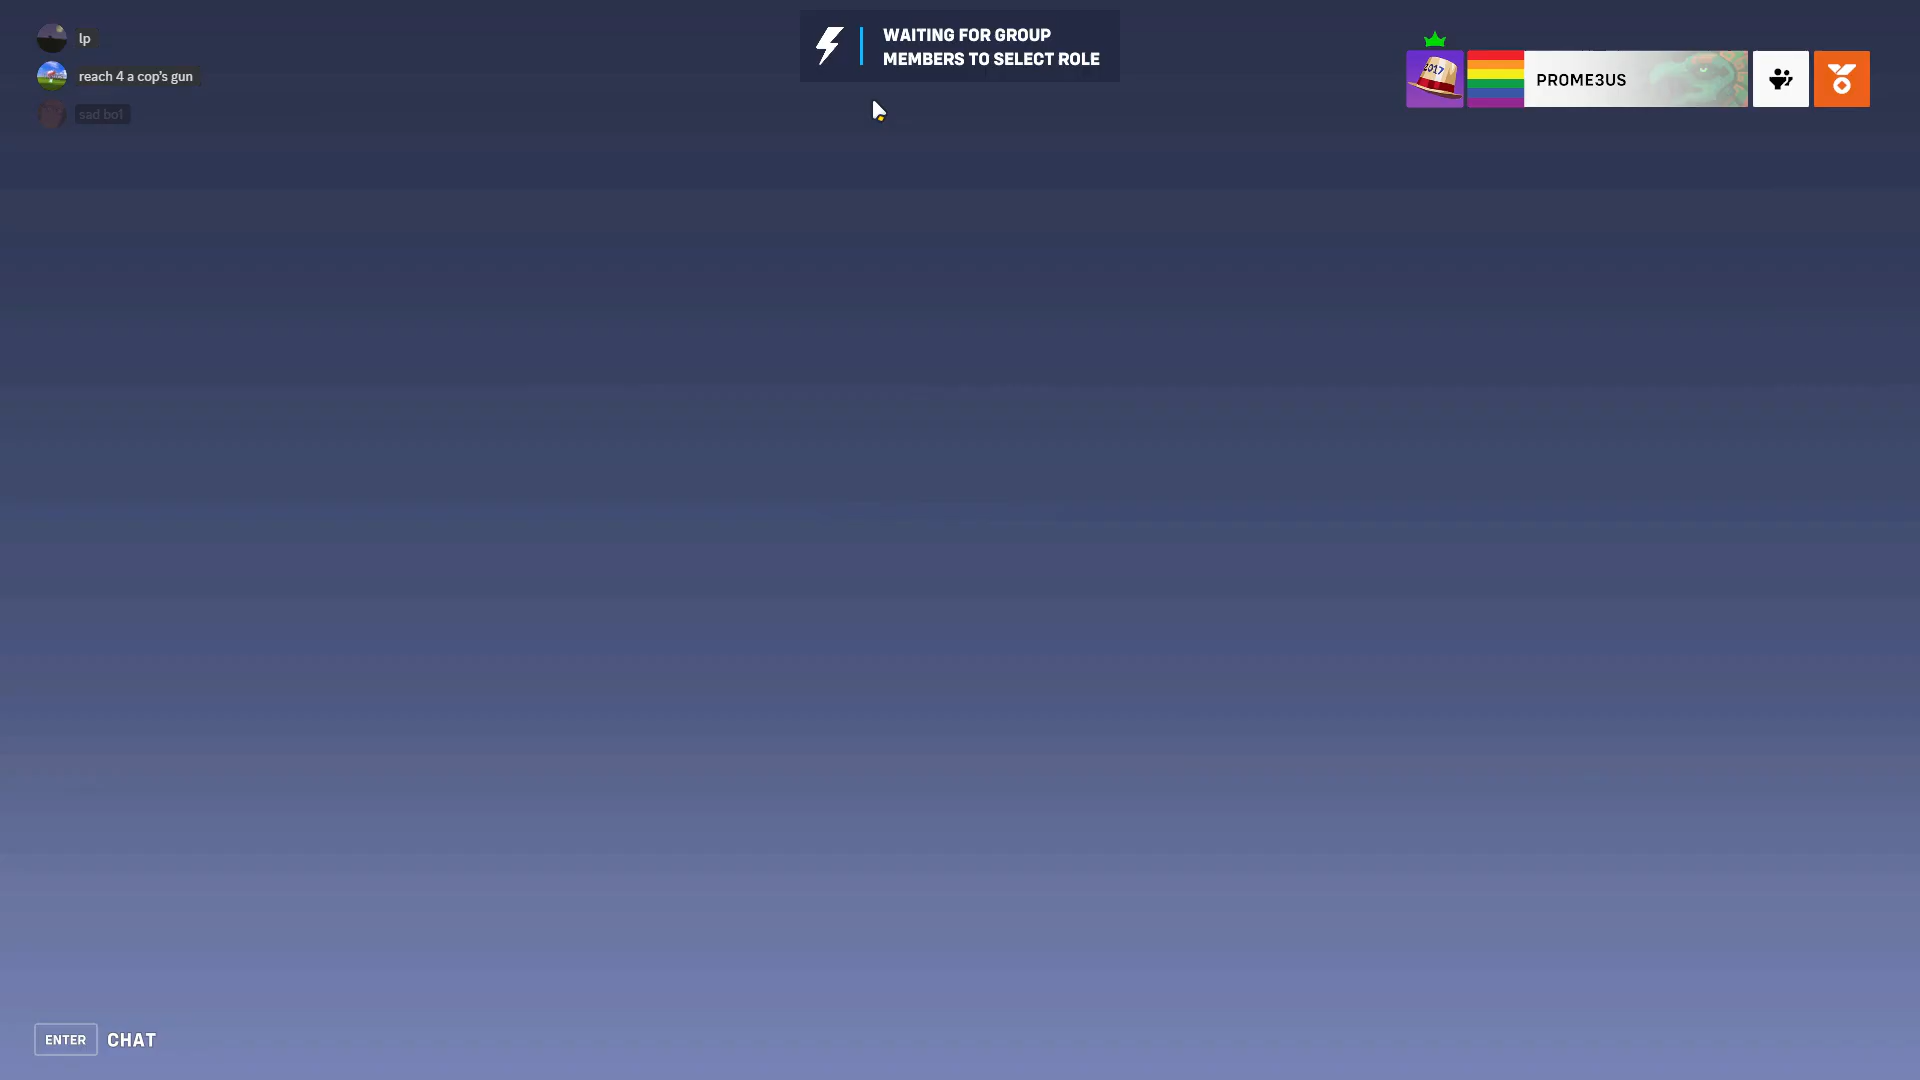 lp
reach 4 a cop's gun
sad bo1
WAITING FOR GROUP
MEMBERS TO SELECT ROLE
2017
PROME3US
ENTER CHAT